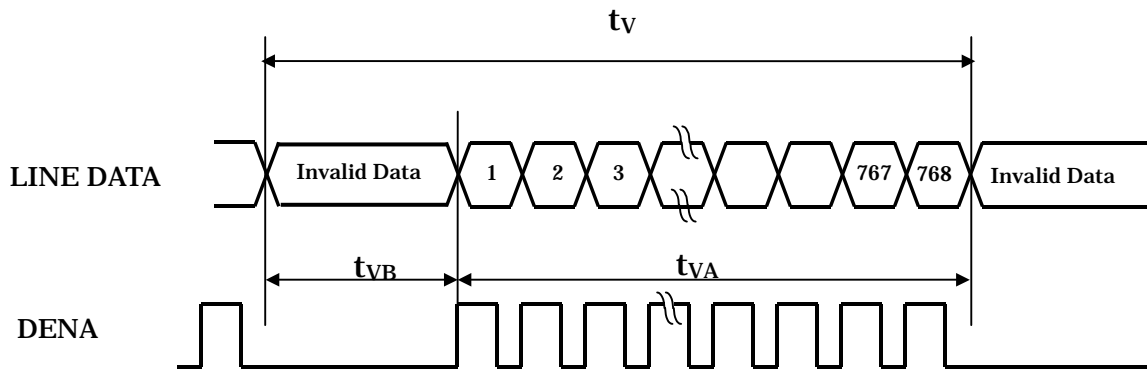 tV
LINE DATA Invalid Data 1 2 3 767 768 Invalid Data
tVB tVA
DENA